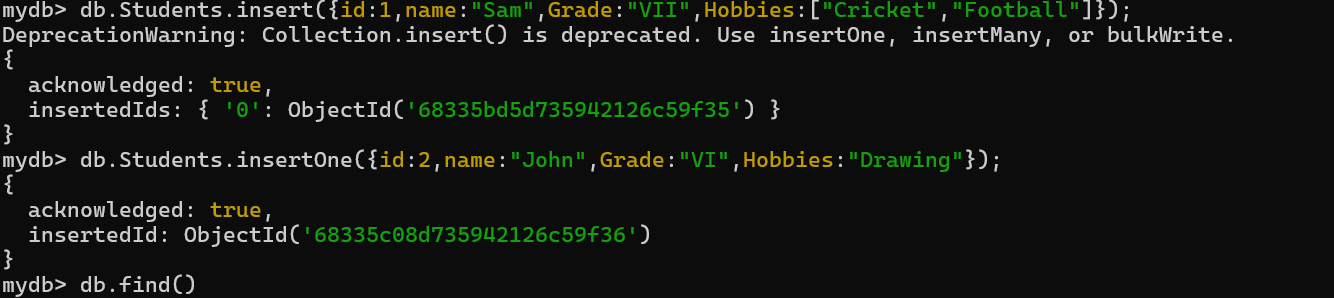 mydb> db.Students.insert({id:1,name:"Sam",Grade:"VII",Hobbies:["Cricket","Football"]});
DeprecationWarning: Collection.insert() is deprecated. Use insertOne, insertMany, or bulkWrite.
{
  acknowledged: true,
  insertedIds: { '0': ObjectId('68335bd5d735942126c59f35') }
}
mydb> db.Students.insertOne({id:2,name:"John",Grade:"VI",Hobbies:"Drawing"});
{
  acknowledged: true,
  insertedId: ObjectId('68335c08d735942126c59f36')
}
mydb> db.find()